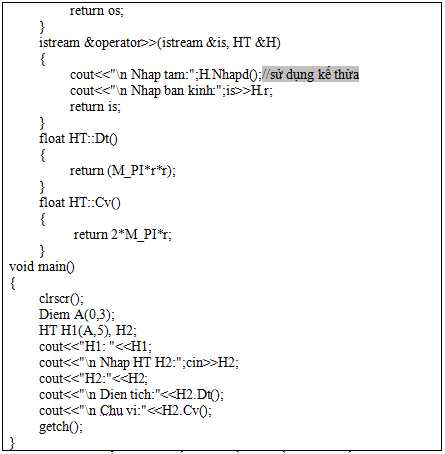 return os;
}
istream &operator>>(istream &is, HT &H)
{
cout<<"\n Nhap tam:";H.Nhapd();//sử dụng kế thừa
cout<<"\n Nhap ban kinh:";is>>H.r;
return is;
}
float HT::Dt()
{
return (M_PI*r*r);
}
float HT::Cv()
{
return 2*M_PI*r;
}
void main()
{
clrscr();
Diem A(0,3);
HT H1(A,5), H2;
cout<<"H1: "<<H1;
cout<<"\n Nhap HT H2:";cin>>H2;
cout<<"H2:"<<H2;
cout<<"\n Dien tich:"<<H2.Dt();
cout<<"\n Chu vi:"<<H2.Cv();
getch();
}